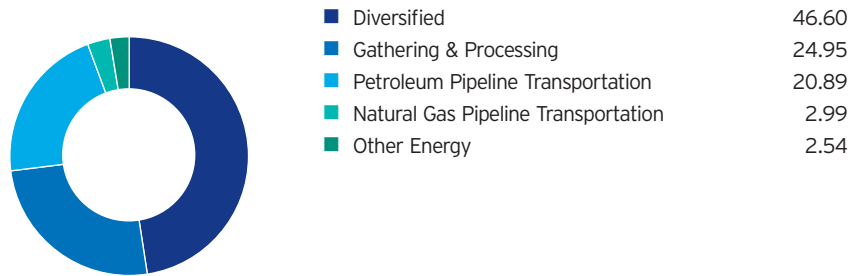 Diversified 46.60
Gathering & Processing 24.95
Petroleum Pipeline Transportation 20.89
Natural Gas Pipeline Transportation 2.99
Other Energy 2.54